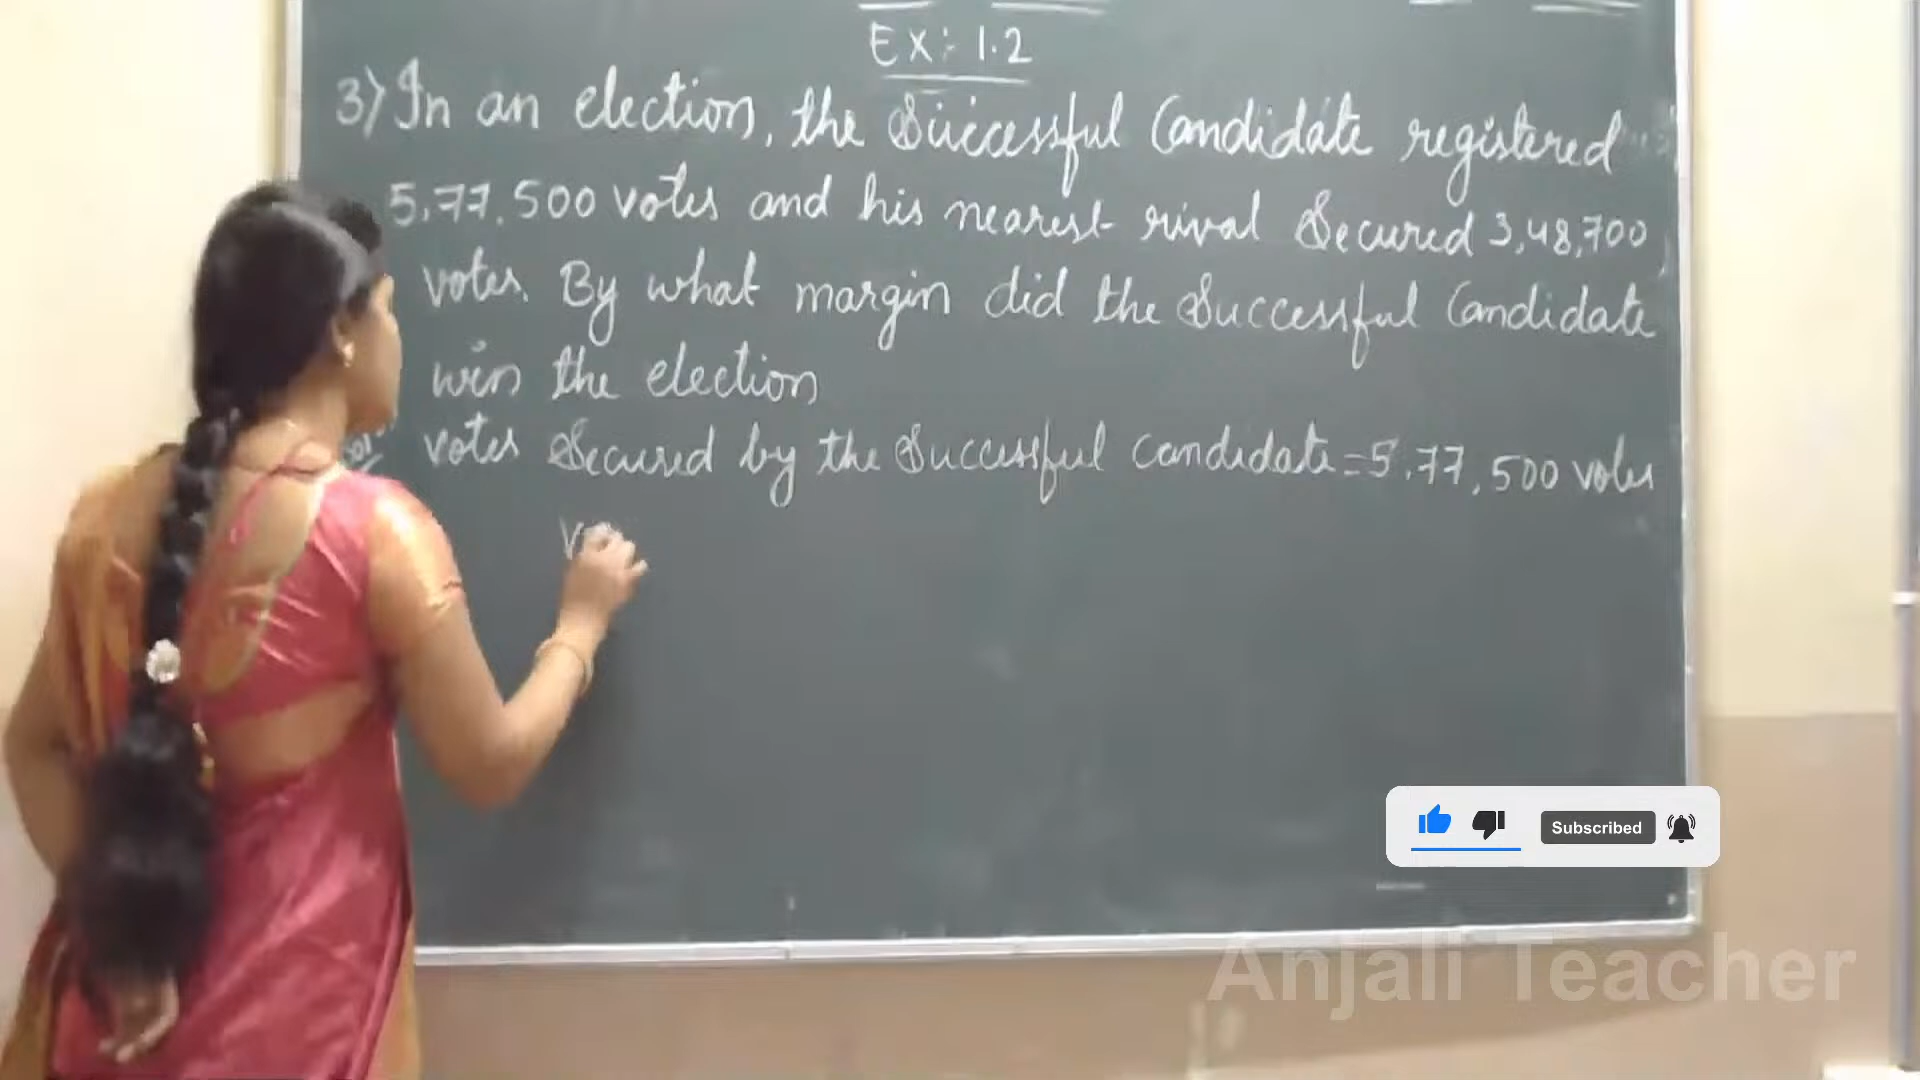 Ex:- 1.2
3) In an election, the Successful Candidate registered
5,77,500 votes and his nearest rival Secured 3,48,700
votes. By what margin did the Successful Candidate
win the election
Sol:- votes Secured by the Successful candidate = 5,77,500 votes
Vo
Subscribed
Anjali Teacher